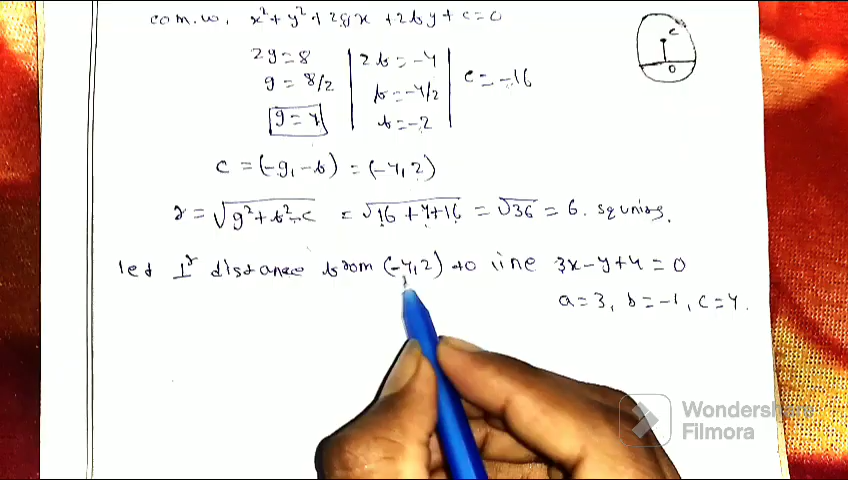 com.w, x²+y²+2gx+2fy+c=0
2g=8 2f=-4 c=-16
g=8/2 f=-4/2
g=4 f=-2
c=(-g,-f)=(-4,2)
r=√g²+f²-c =√16+4+16 =√36 =6. squnits.
let ⊥r distance from (-4,2) to line 3x-y+4=0
a=3, b=-1, c=4.
c
o
Wondershare
Filmora